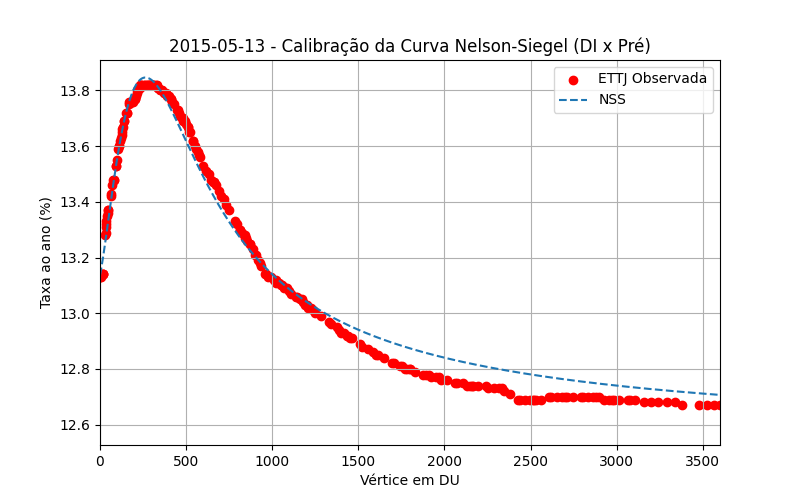 2015-05-13 - Calibração da Curva Nelson-Siegel (DI x Pré)
ETTJ Observada
NSS
Taxa ao ano (%)
13.8
13.6
13.4
13.2
13.0
12.8
12.6
0 500 1000 1500 2000 2500 3000 3500
Vértice em DU